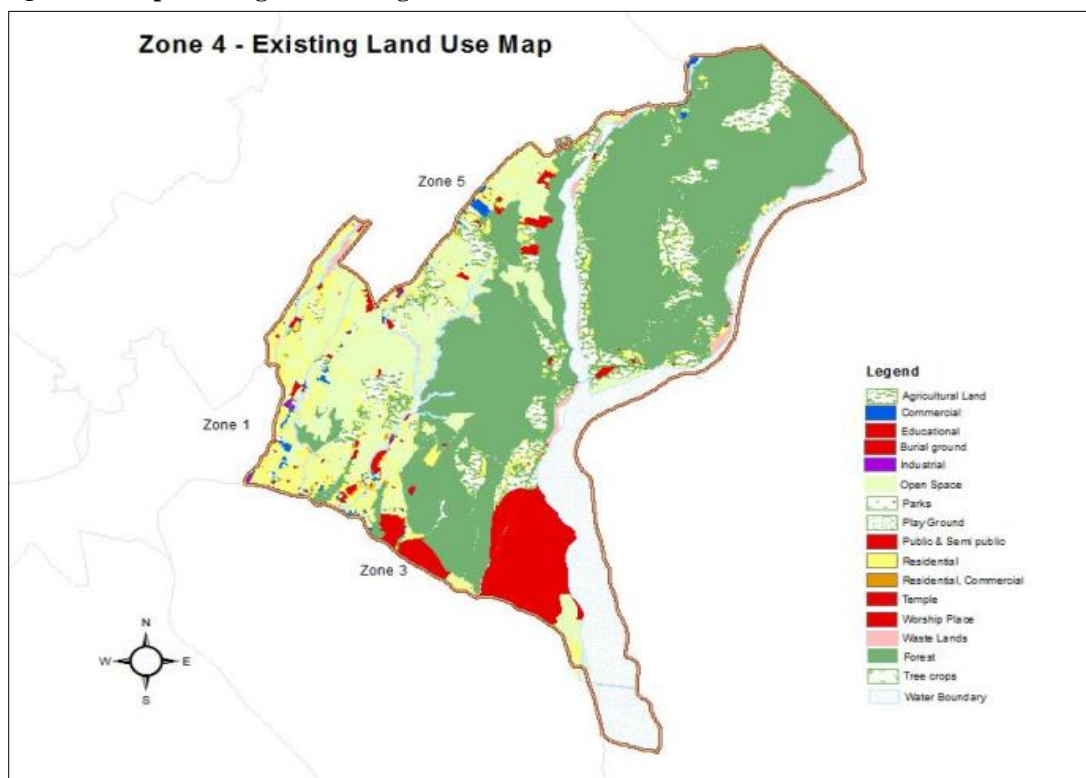 Zone 4 - Existing Land Use Map
Zone 5
Zone 1
Zone 3
N
W
E
S
Legend
Agricultural Land
Commercial
Educational
Burial ground
Industrial
Open Space
Parks
Play Ground
Public & Semi public
Residential
Residential, Commercial
Temple
Worship Place
Waste Lands
Forest
Tree crops
Water Boundary